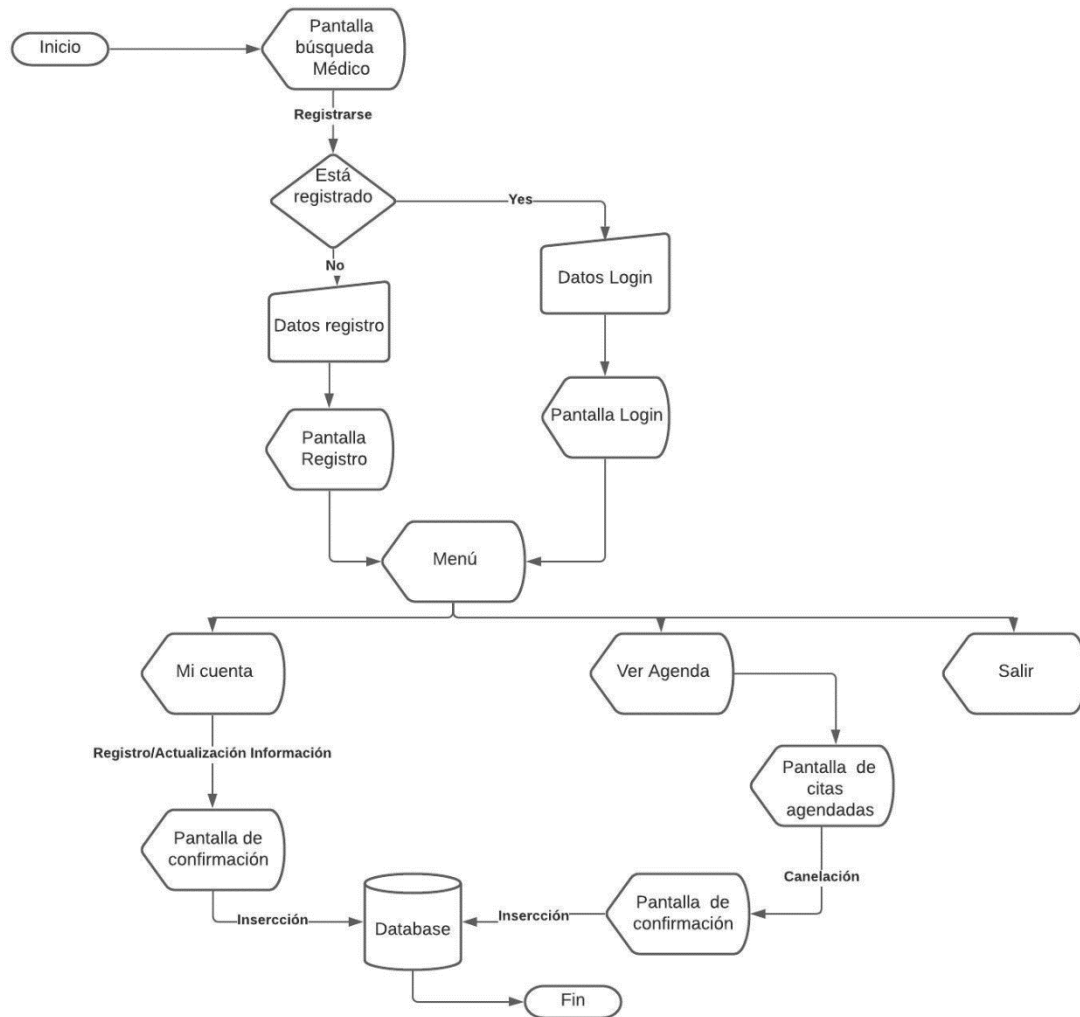 Inicio
Pantalla
búsqueda
Médico
Registrarse
Está
registrado
Yes
No
Datos Login
Datos registro
Pantalla Login
Pantalla
Registro
Menú
Mi cuenta
Ver Agenda
Salir
Registro/Actualización Información
Pantalla de
citas
agendadas
Pantalla de
confirmación
Canelación
Insercción
Database
Insercción
Pantalla de
confirmación
Fin